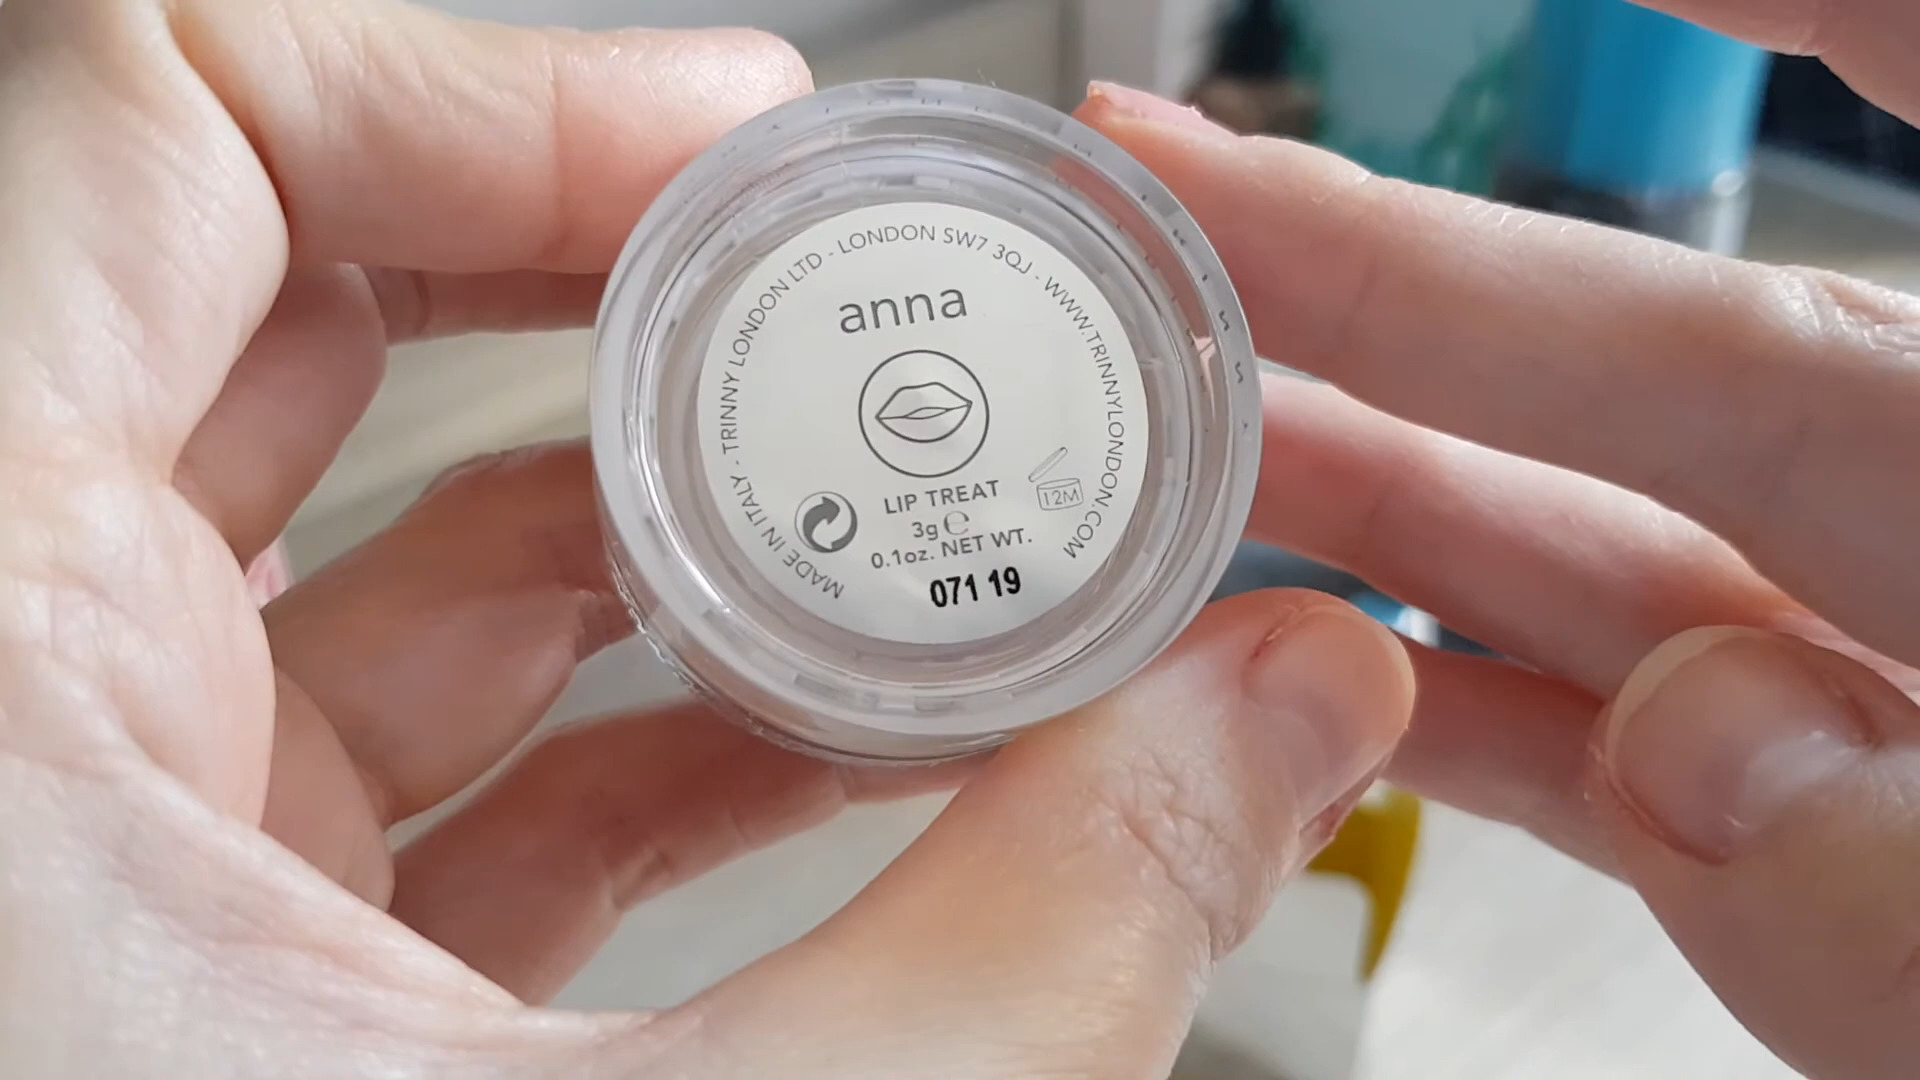 MADE IN ITALY - TRINNY LONDON LTD - LONDON SW7 3QJ - WWW.TRINNYLONDON.COM
anna
LIP TREAT
12M
3g ℮
0.1oz. NET WT.
071 19